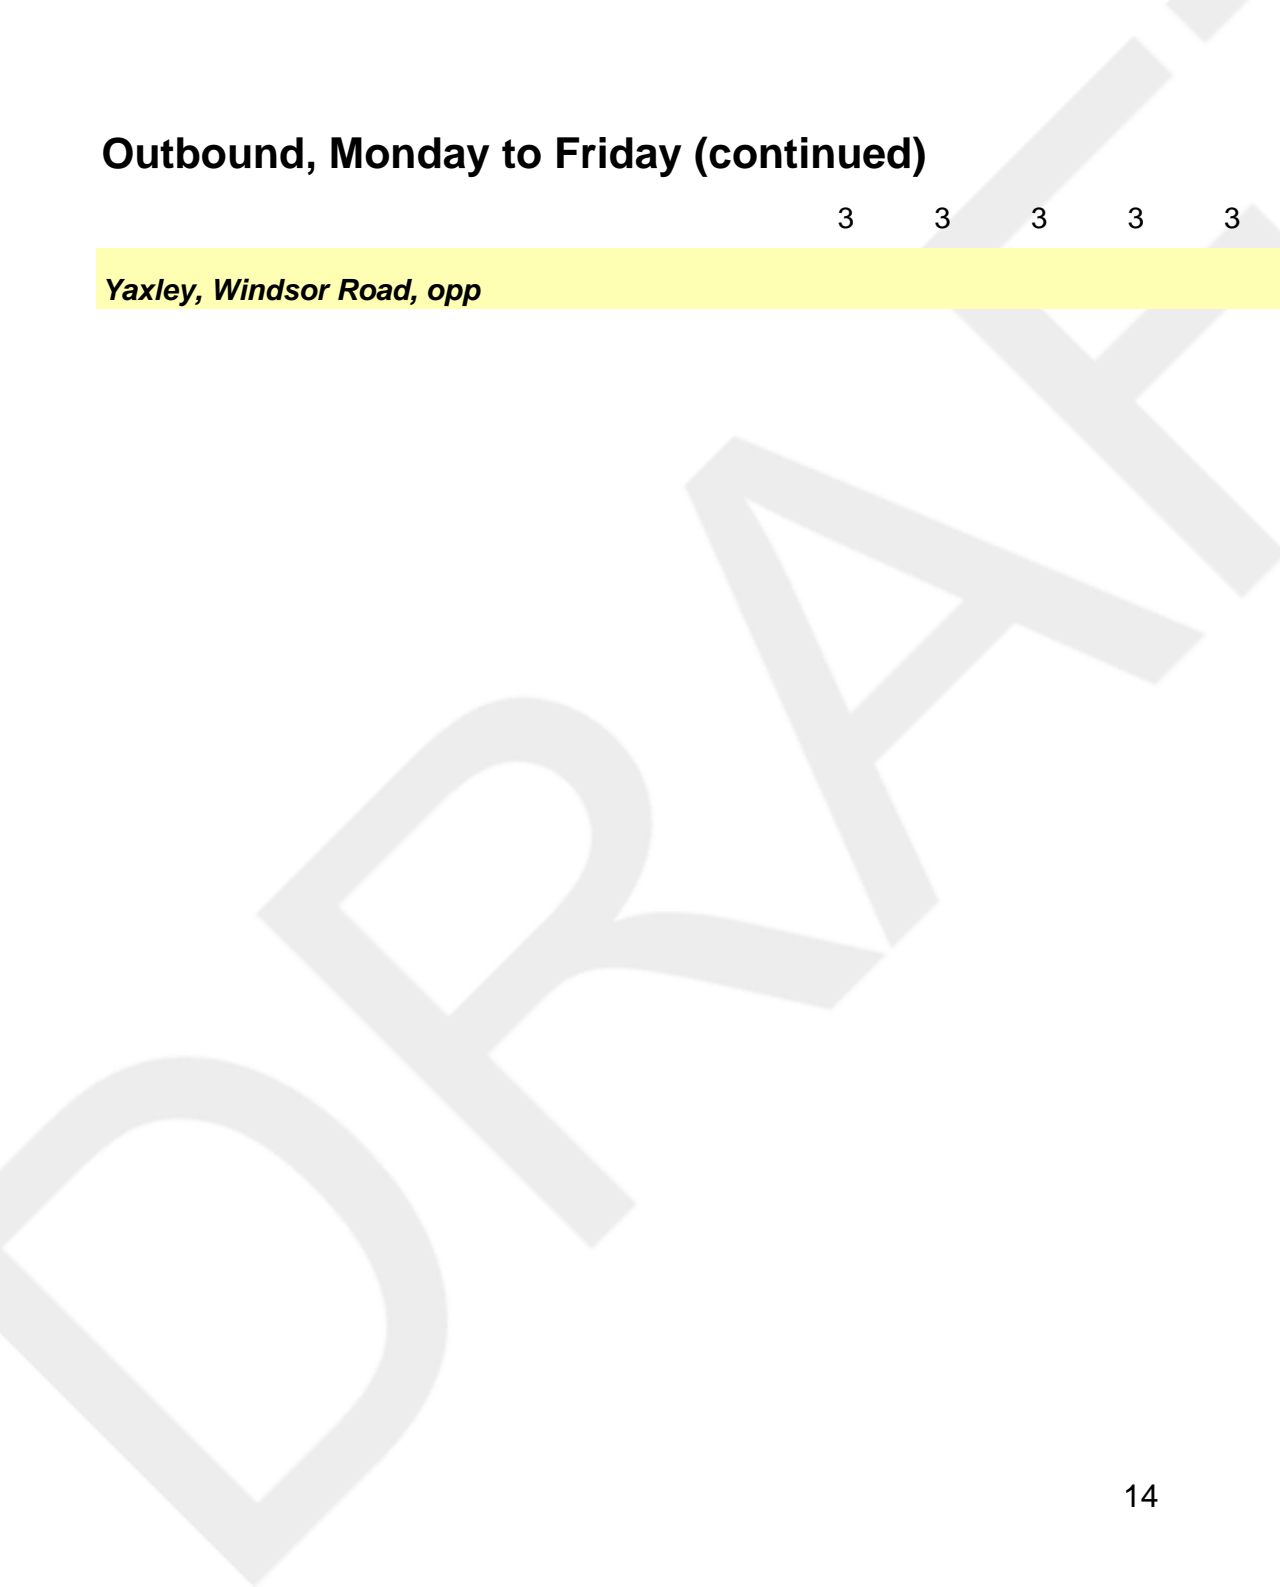 Outbound, Monday to Friday (continued)
3 3 3 3 3
Yaxley, Windsor Road, opp
14
DRAFT